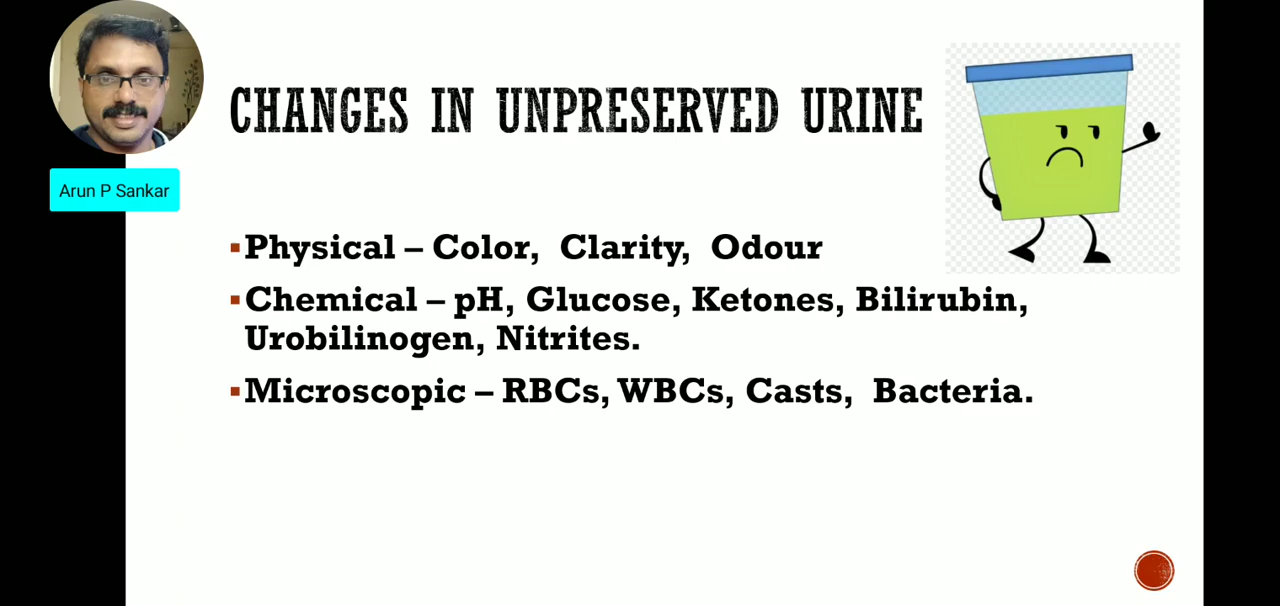 CHANGES IN UNPRESERVED URINE
Arun P Sankar
▪Physical – Color, Clarity, Odour
▪Chemical – pH, Glucose, Ketones, Bilirubin,
Urobilinogen, Nitrites.
▪Microscopic – RBCs, WBCs, Casts, Bacteria.